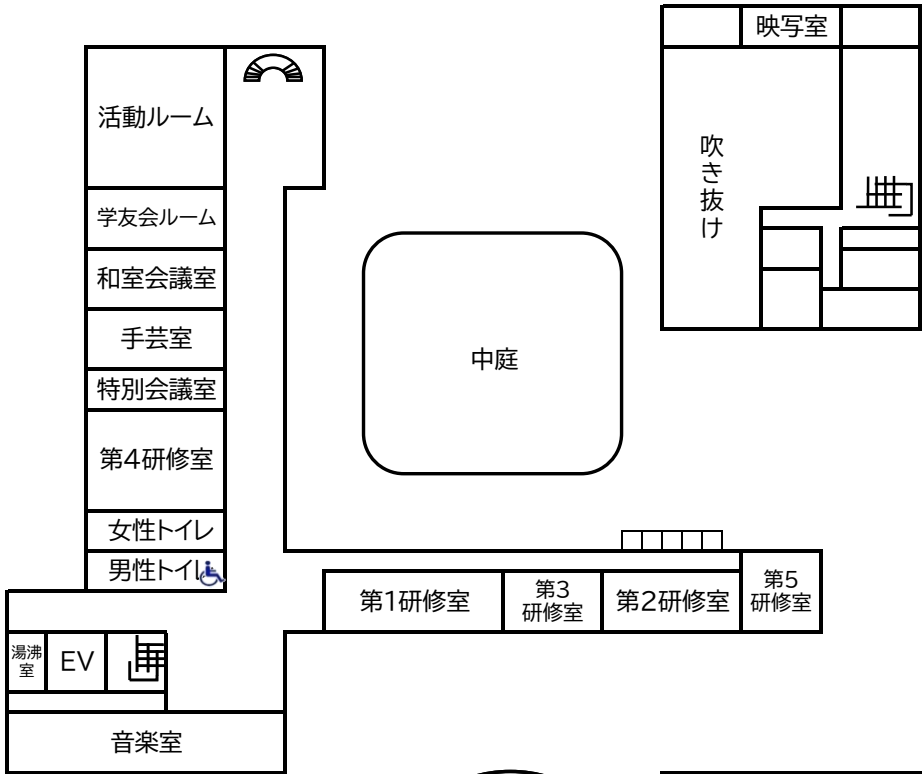 映写室
活動ルーム
吹き抜け
学友会ルーム
和室会議室
手芸室
中庭
特別会議室
第4研修室
女性トイレ
男性トイレ
第1研修室
第3
研修室
第2研修室
第5
研修室
湯沸
室
EV
音楽室